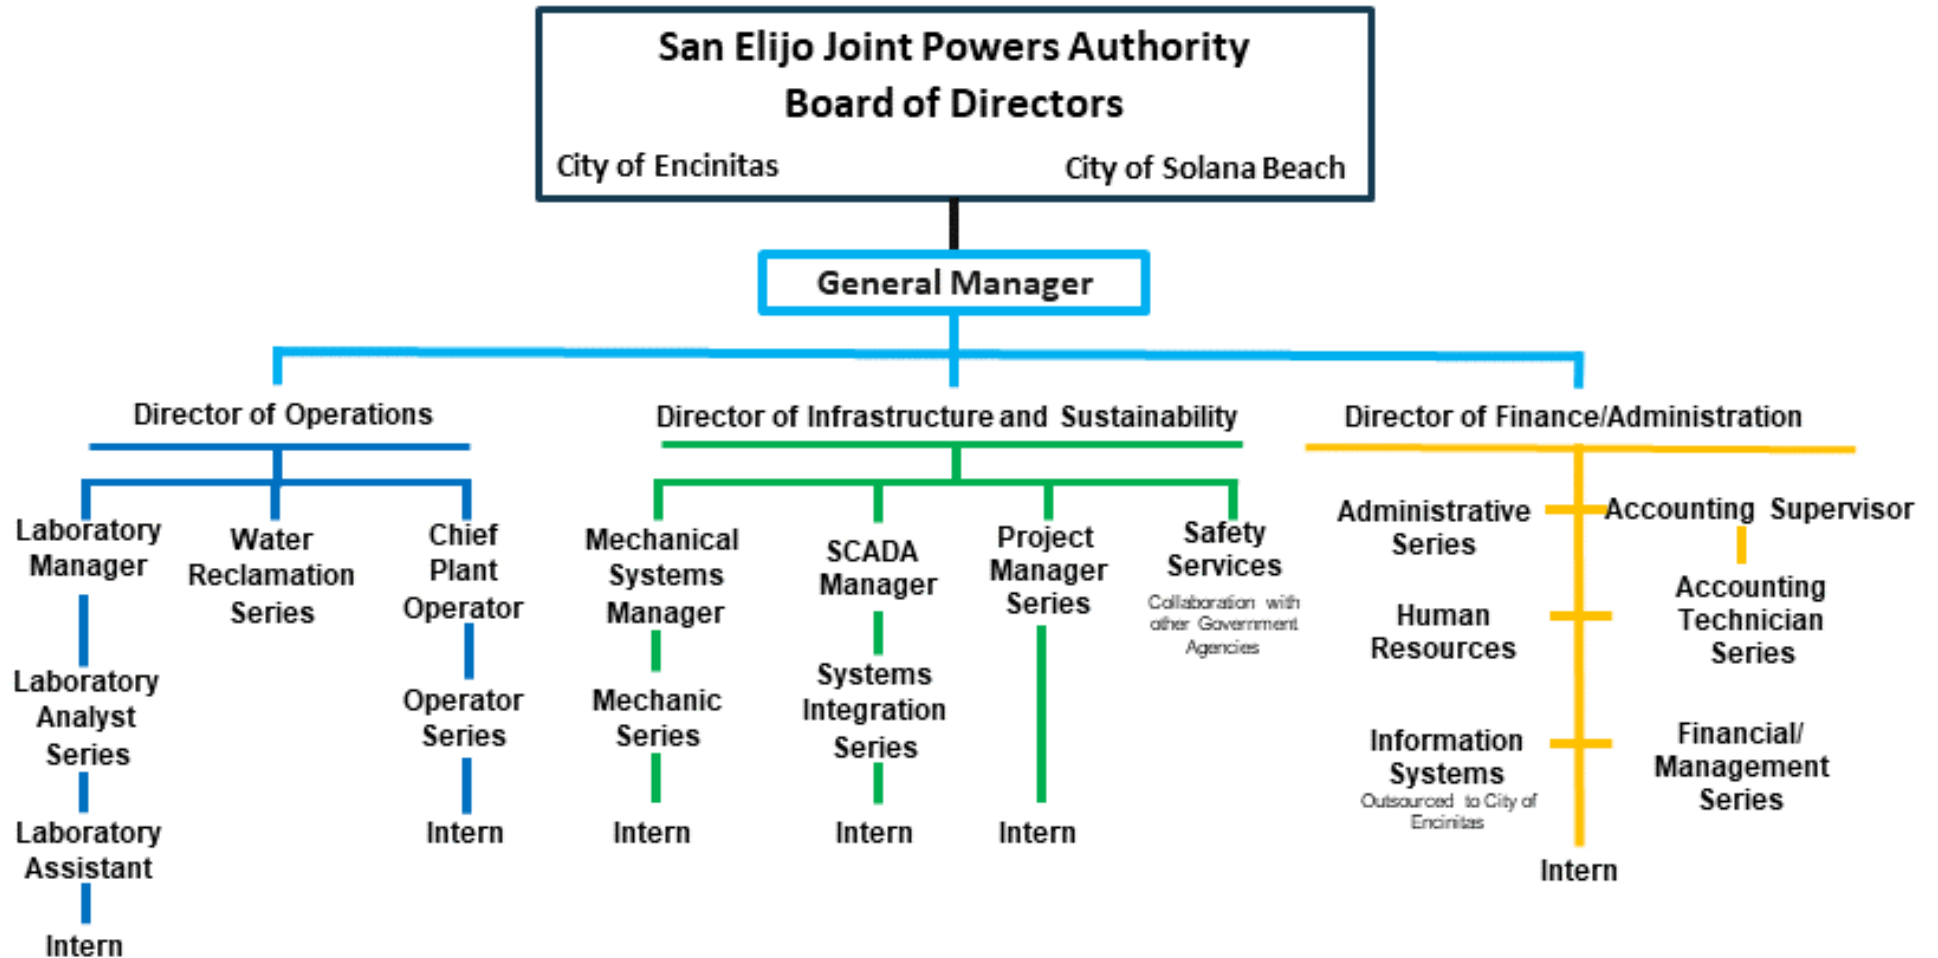 San Elijo Joint Powers Authority
Board of Directors
City of Encinitas
City of Solana Beach
General Manager
Director of Operations
Director of Infrastructure and Sustainability
Director of Finance/Administration
Laboratory
Manager
Laboratory
Analyst
Series
Laboratory
Assistant
Intern
Water
Reclamation
Series
Chief
Plant
Operator
Operator
Series
Intern
Mechanical
Systems
Manager
Mechanic
Series
Intern
SCADA
Manager
Systems
Integration
Series
Intern
Project
Manager
Series
Intern
Safety
Services
Collaboration with
other Government
Agencies
Administrative
Series
Human
Resources
Information
Systems
Outsourced to City of
Encinitas
Accounting Supervisor
Accounting
Technician
Series
Financial/
Management
Series
Intern